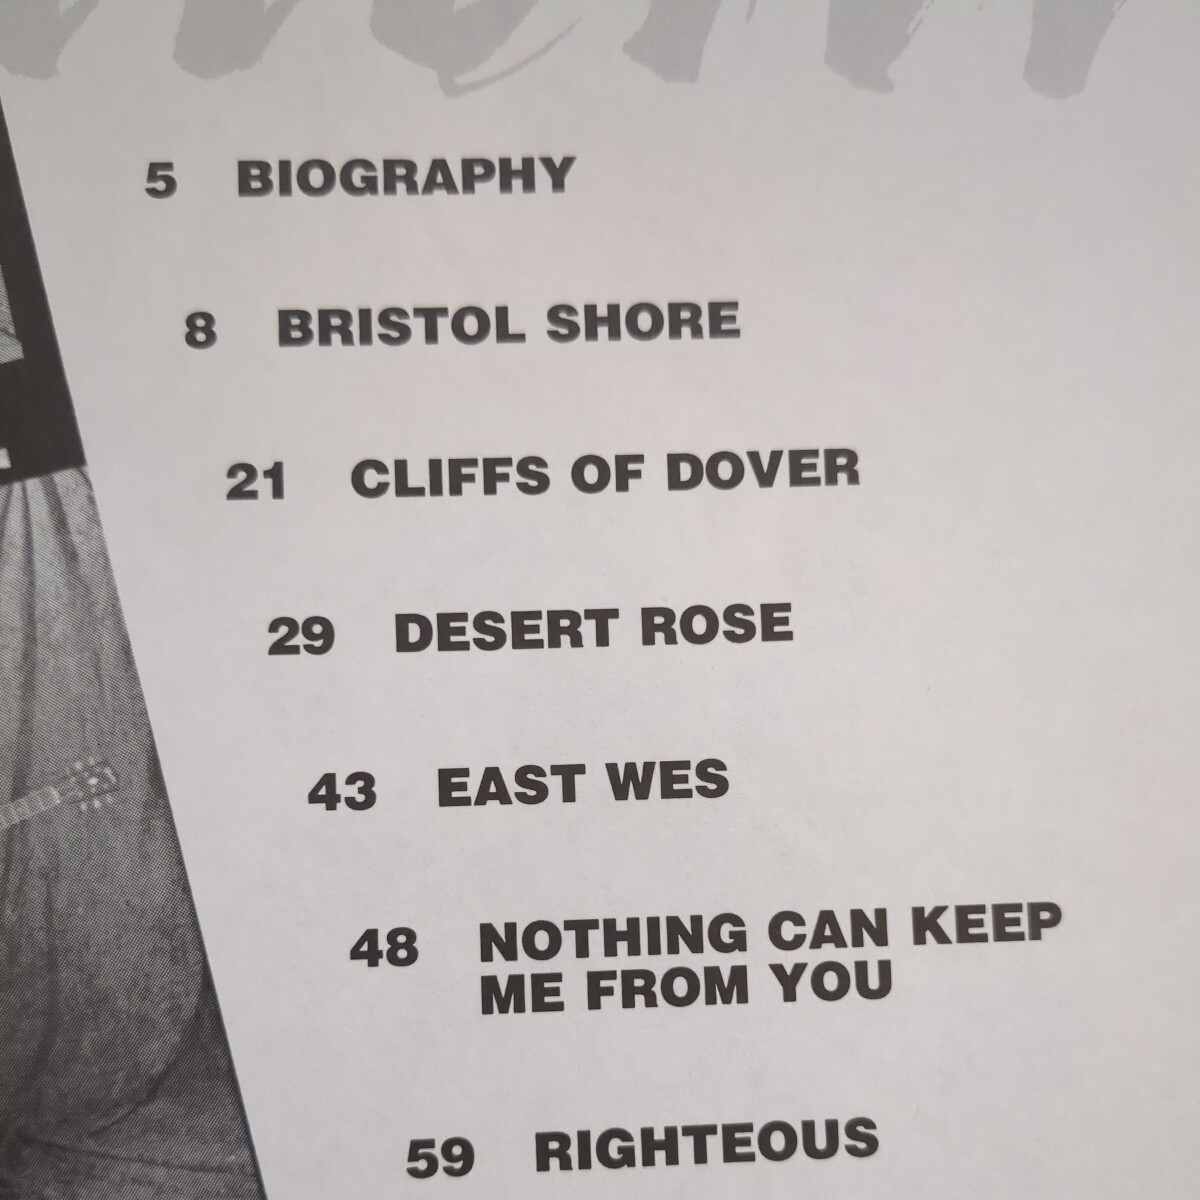 5 BIOGRAPHY
8 BRISTOL SHORE
21 CLIFFS OF DOVER
29 DESERT ROSE
43 EAST WES
48 NOTHING CAN KEEP
ME FROM YOU
59 RIGHTEOUS